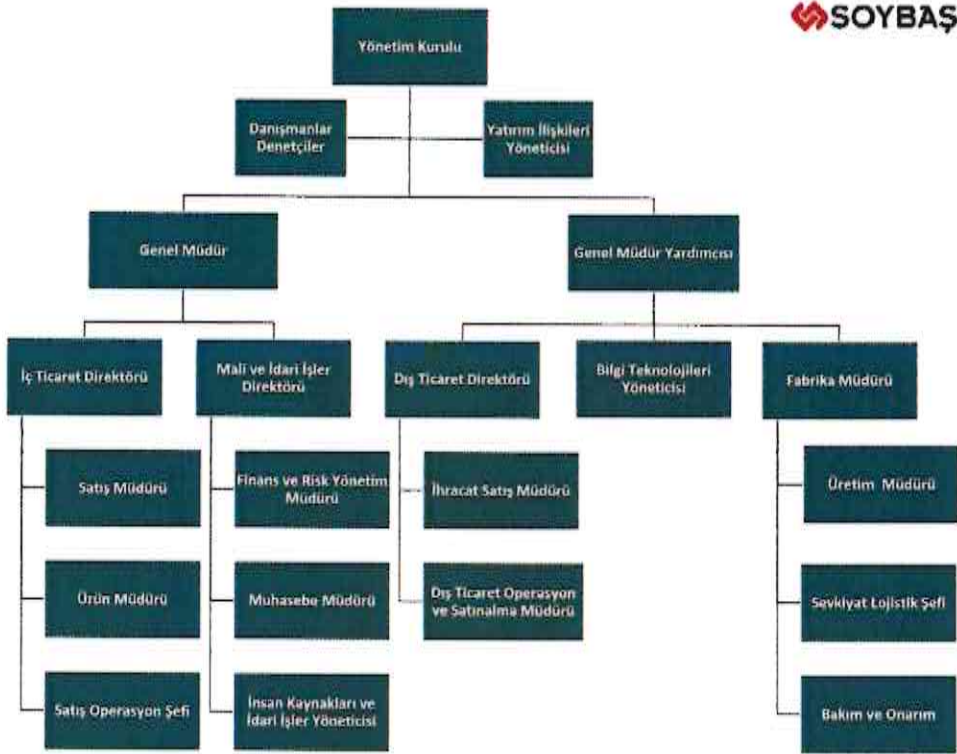 SOYBAŞ
Yönetim Kurulu
Danışmanlar
Denetçiler
Yatırım İlişkileri
Yöneticisi
Genel Müdür
Genel Müdür Yardımcısı
İç Ticaret Direktörü
Mali ve İdari İşler
Direktörü
Dış Ticaret Direktörü
Bilgi Teknolojileri
Yöneticisi
Fabrika Müdürü
Satış Müdürü
Finans ve Risk Yönetim
Müdürü
İhracat Satış Müdürü
Üretim Müdürü
Ürün Müdürü
Muhasebe Müdürü
Dış Ticaret Operasyon
ve Satınalma Müdürü
Sevkiyat Lojistik Şefi
Satış Operasyon Şefi
İnsan Kaynakları ve
İdari İşler Yöneticisi
Bakım ve Onarım